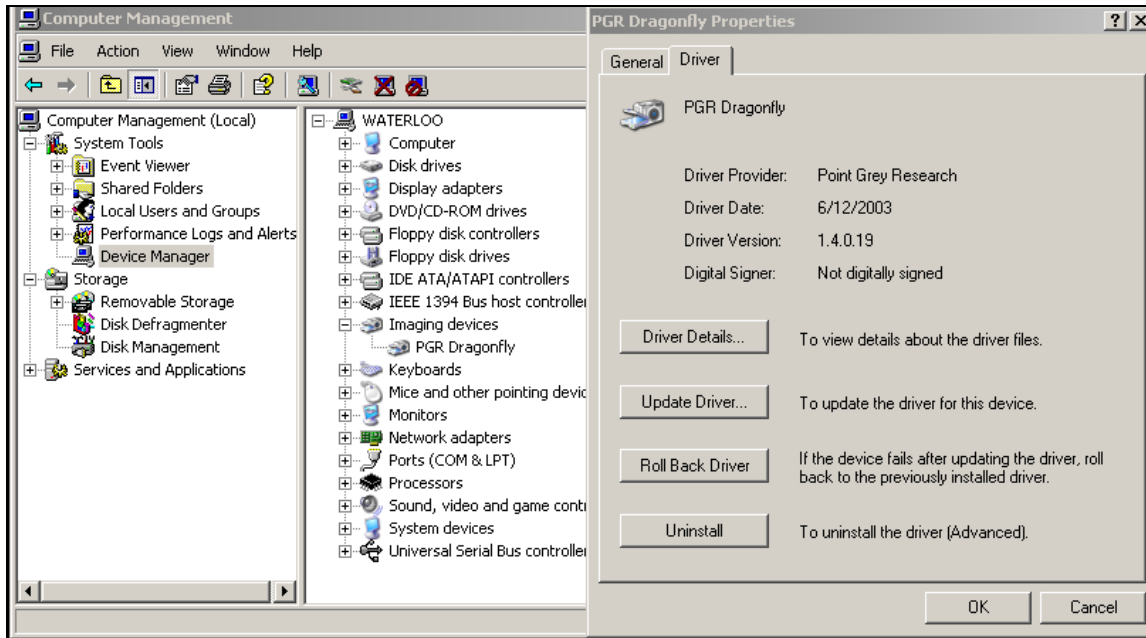 Computer Management
File Action View Window Help
Computer Management (Local)
System Tools
Event Viewer
Shared Folders
Local Users and Groups
Performance Logs and Alerts
Device Manager
Storage
Removable Storage
Disk Defragmenter
Disk Management
Services and Applications
WATERLOO
Computer
Disk drives
Display adapters
DVD/CD-ROM drives
Floppy disk controllers
Floppy disk drives
IDE ATA/ATAPI controllers
IEEE 1394 Bus host controller
Imaging devices
PGR Dragonfly
Keyboards
Mice and other pointing devic
Monitors
Network adapters
Ports (COM & LPT)
Processors
Sound, video and game contr
System devices
Universal Serial Bus controller
PGR Dragonfly Properties
General Driver
PGR Dragonfly
Driver Provider: Point Grey Research
Driver Date: 6/12/2003
Driver Version: 1.4.0.19
Digital Signer: Not digitally signed
Driver Details... To view details about the driver files.
Update Driver... To update the driver for this device.
Roll Back Driver If the device fails after updating the driver, roll
back to the previously installed driver.
Uninstall To uninstall the driver (Advanced).
OK Cancel